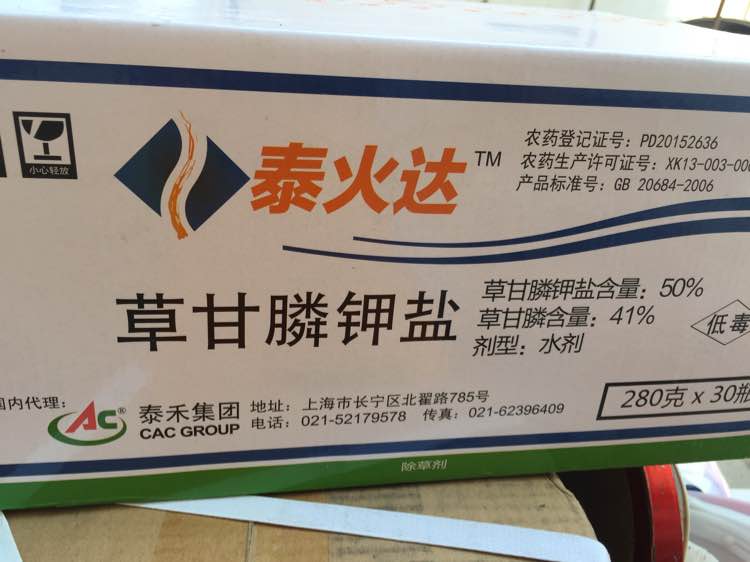 小心轻放
泰火达™
农药登记证号：PD20152636
农药生产许可证号：XK13-003-00
产品标准号：GB 20684-2006
草甘膦钾盐
草甘膦钾盐含量：50%
草甘膦含量：41%
剂型：水剂
低毒
280克 x 30瓶
国内代理：
AC®
泰禾集团
CAC GROUP
地址：上海市长宁区北翟路785号
电话：021-52179578 传真：021-62396409
除草剂